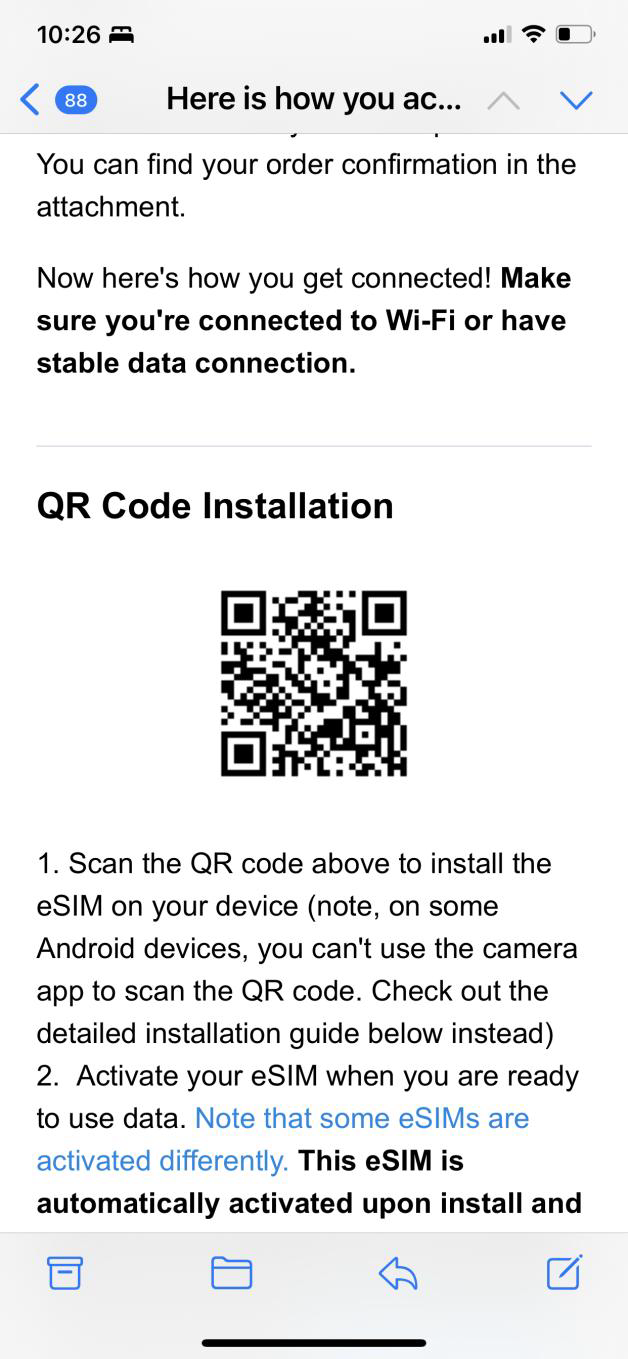 10:26
88
Here is how you ac...
You can find your order confirmation in the
attachment.
Now here's how you get connected! Make
sure you're connected to Wi-Fi or have
stable data connection.
QR Code Installation
1. Scan the QR code above to install the
eSIM on your device (note, on some
Android devices, you can't use the camera
app to scan the QR code. Check out the
detailed installation guide below instead)
2. Activate your eSIM when you are ready
to use data. Note that some eSIMs are
activated differently. This eSIM is
automatically activated upon install and